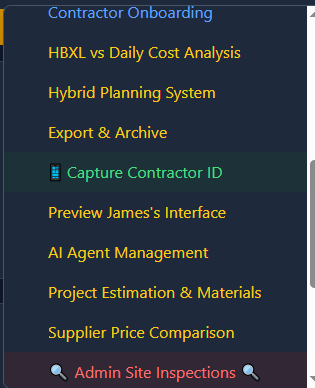 Contractor Onboarding
HBXL vs Daily Cost Analysis
Hybrid Planning System
Export & Archive
📱 Capture Contractor ID
Preview James's Interface
AI Agent Management
Project Estimation & Materials
Supplier Price Comparison
🔍 Admin Site Inspections 🔍